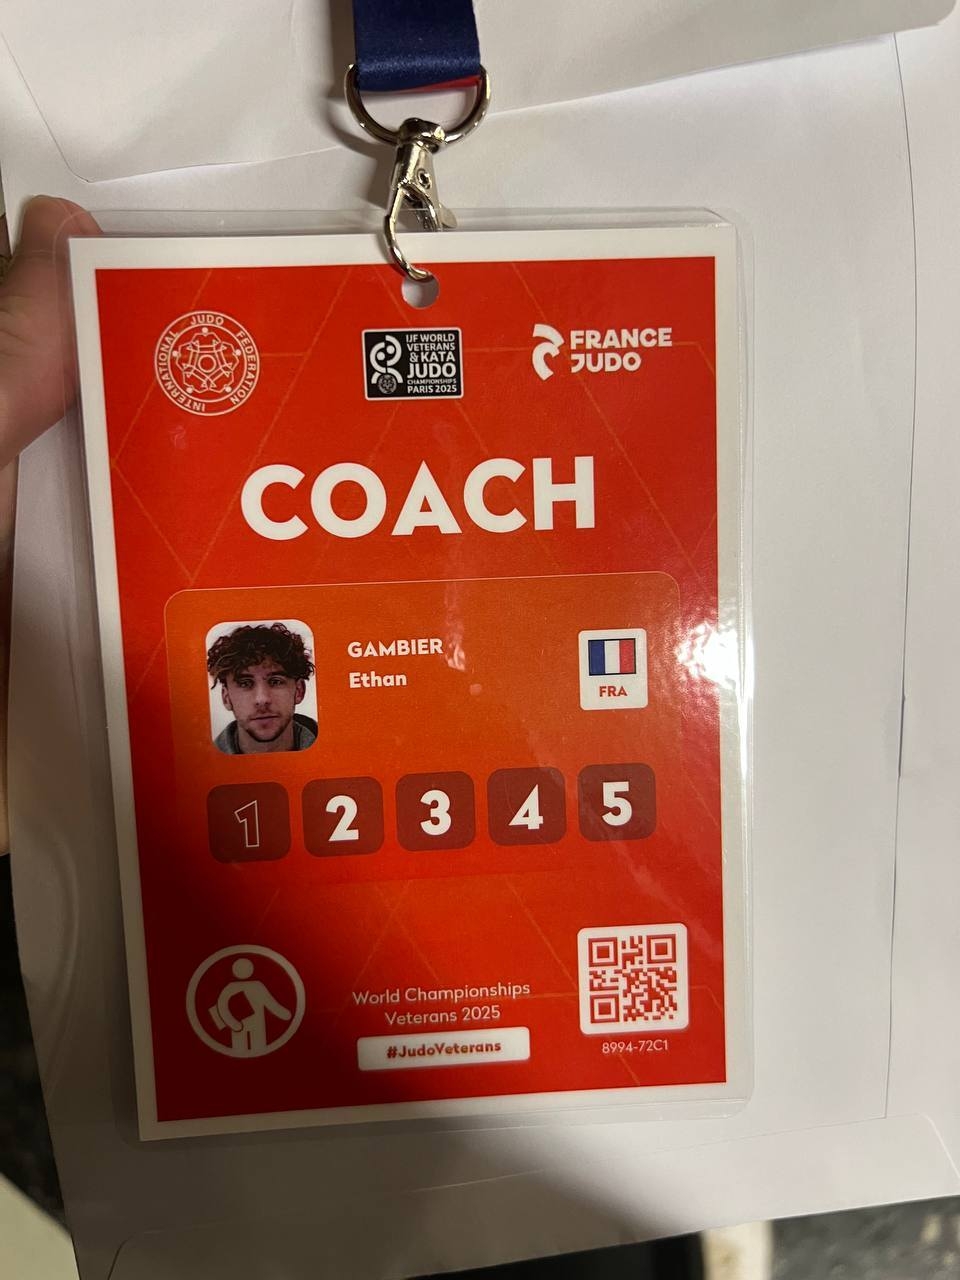 INTERNATIONAL JUDO FEDERATION
IJF WORLD
VETERANS
& KATA
JUDO
CHAMPIONSHIPS
PARIS 2025
FRANCE
JUDO
COACH
GAMBIER
Ethan
FRA
1 2 3 4 5
World Championships
Veterans 2025
#JudoVeterans
8994-72C1